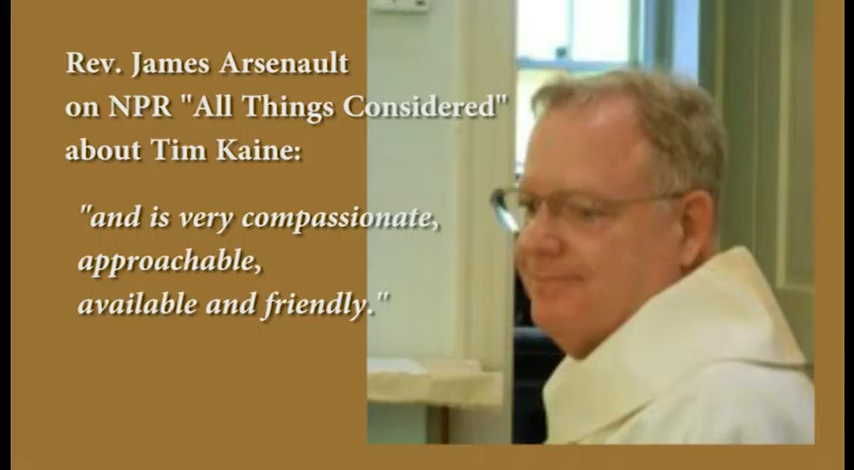 Rev. James Arsenault
on NPR "All Things Considered"
about Tim Kaine:
"and is very compassionate,
approachable,
available and friendly."